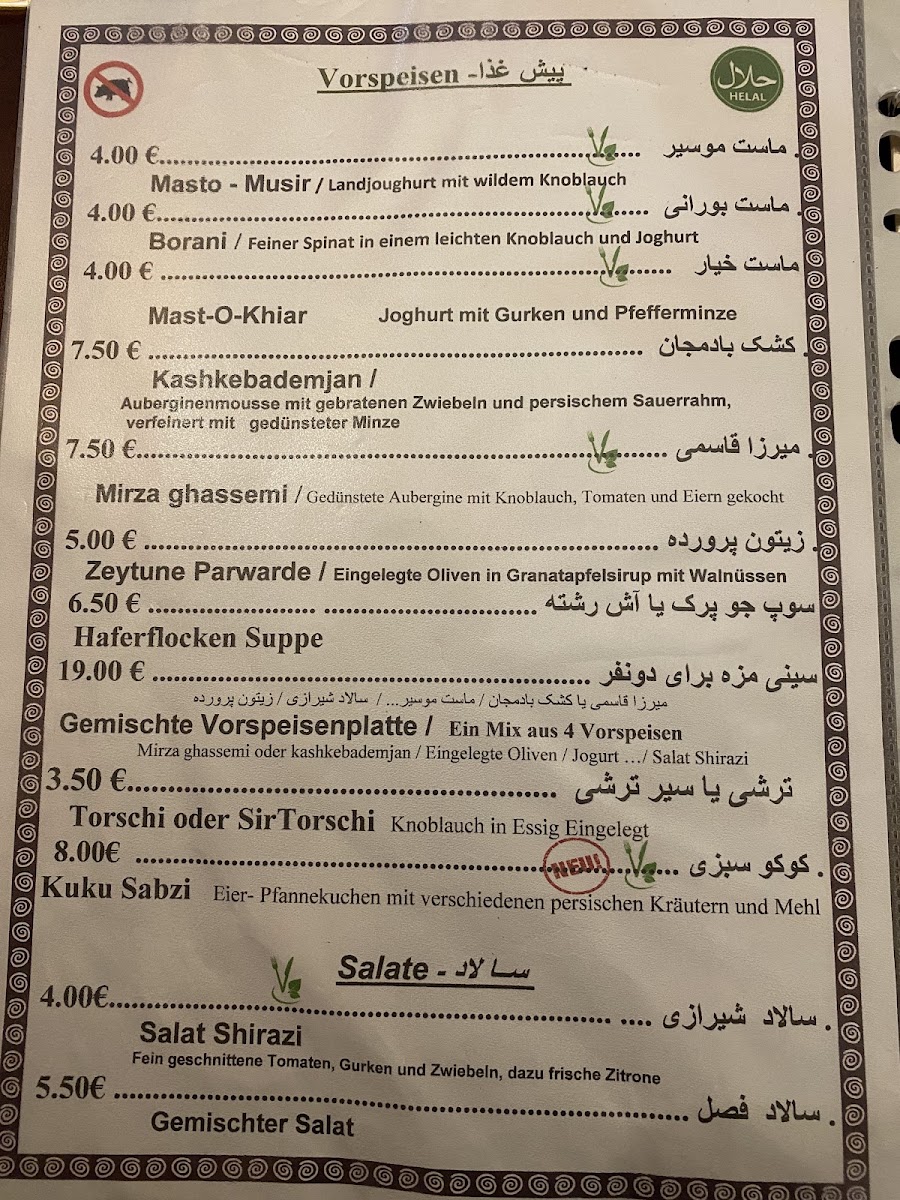 Vorspeisen - پیش غذا
حلال
HELAL
4.00 €........ ماست موسیر .
Masto - Musir / Landjoughurt mit wildem Knoblauch
4.00 €........ ماست بورانی .
Borani / Feiner Spinat in einem leichten Knoblauch und Joghurt
4.00 € ........ ماست خیار
Mast-O-Khiar Joghurt mit Gurken und Pfefferminze
7.50 € ........ کشک بادمجان .
Kashkebademjan /
Auberginenmousse mit gebratenen Zwiebeln und persischem Sauerrahm,
verfeinert mit gedünsteter Minze
7.50 €........ میرزا قاسمی .
Mirza ghassemi / Gedünstete Aubergine mit Knoblauch, Tomaten und Eiern gekocht
5.00 € ........ زیتون پرورده .
Zeytune Parwarde / Eingelegte Oliven in Granatapfelsirup mit Walnüssen
6.50 € ........ سوپ جو پرک یا آش رشته
Haferflocken Suppe
19.00 € ........ سینی مزه برای دونفر
میرزا قاسمی یا کشک بادمجان / ماست موسیر... / سالاد شیرازی / زیتون پرورده
Gemischte Vorspeisenplatte / Ein Mix aus 4 Vorspeisen
Mirza ghassemi oder kashkebademjan / Eingelegte Oliven / Jogurt .../ Salat Shirazi
3.50 €........ ترشی یا سیر ترشی
Torschi oder SirTorschi Knoblauch in Essig Eingelegt
8.00€ ........ NEU! ........ کوکو سبزی .
Kuku Sabzi Eier- Pfannekuchen mit verschiedenen persischen Kräutern und Mehl
Salate - سالاد
4.00€........ سالاد شیرازی .
Salat Shirazi
Fein geschnittene Tomaten, Gurken und Zwiebeln, dazu frische Zitrone
5.50€ ........ سالاد فصل .
Gemischter Salat